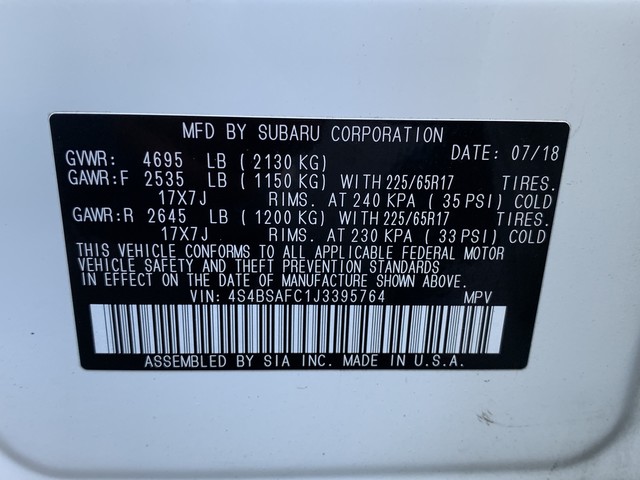 MFD BY SUBARU CORPORATION
GVWR: 4695 LB ( 2130 KG) DATE: 07/18
GAWR:F 2535 LB ( 1150 KG) WITH 225/65R17 TIRES.
17X7J RIMS. AT 240 KPA ( 35 PSI) COLD
GAWR:R 2645 LB ( 1200 KG) WITH 225/65R17 TIRES.
17X7J RIMS. AT 230 KPA ( 33 PSI) COLD
THIS VEHICLE CONFORMS TO ALL APPLICABLE FEDERAL MOTOR
VEHICLE SAFETY AND THEFT PREVENTION STANDARDS
IN EFFECT ON THE DATE OF MANUFACTURE SHOWN ABOVE.
VIN: 4S4BSAFC1J3395764 MPV
ASSEMBLED BY SIA INC. MADE IN U.S.A.